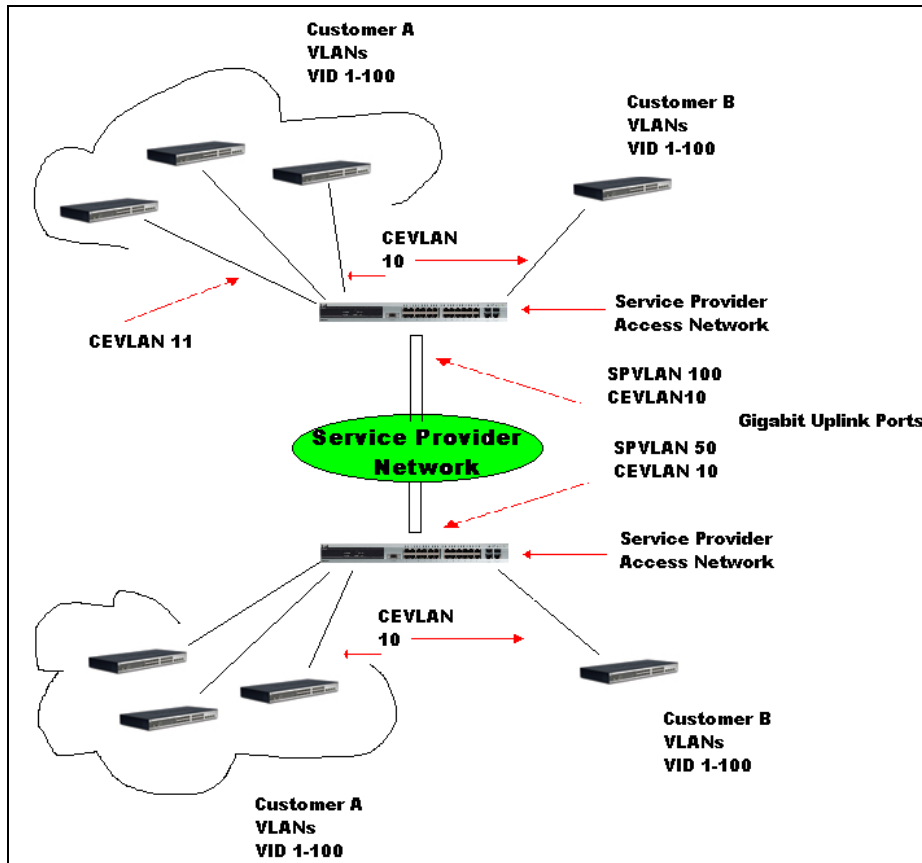 Customer A
VLANs
VID 1-100
Customer B
VLANs
VID 1-100
CEVLAN
10
CEVLAN 11
Service Provider
Access Network
SPVLAN 100
CEVLAN10
Gigabit Uplink Ports
Service Provider
Network
SPVLAN 50
CEVLAN 10
Service Provider
Access Network
CEVLAN
10
Customer B
VLANs
VID 1-100
Customer A
VLANs
VID 1-100